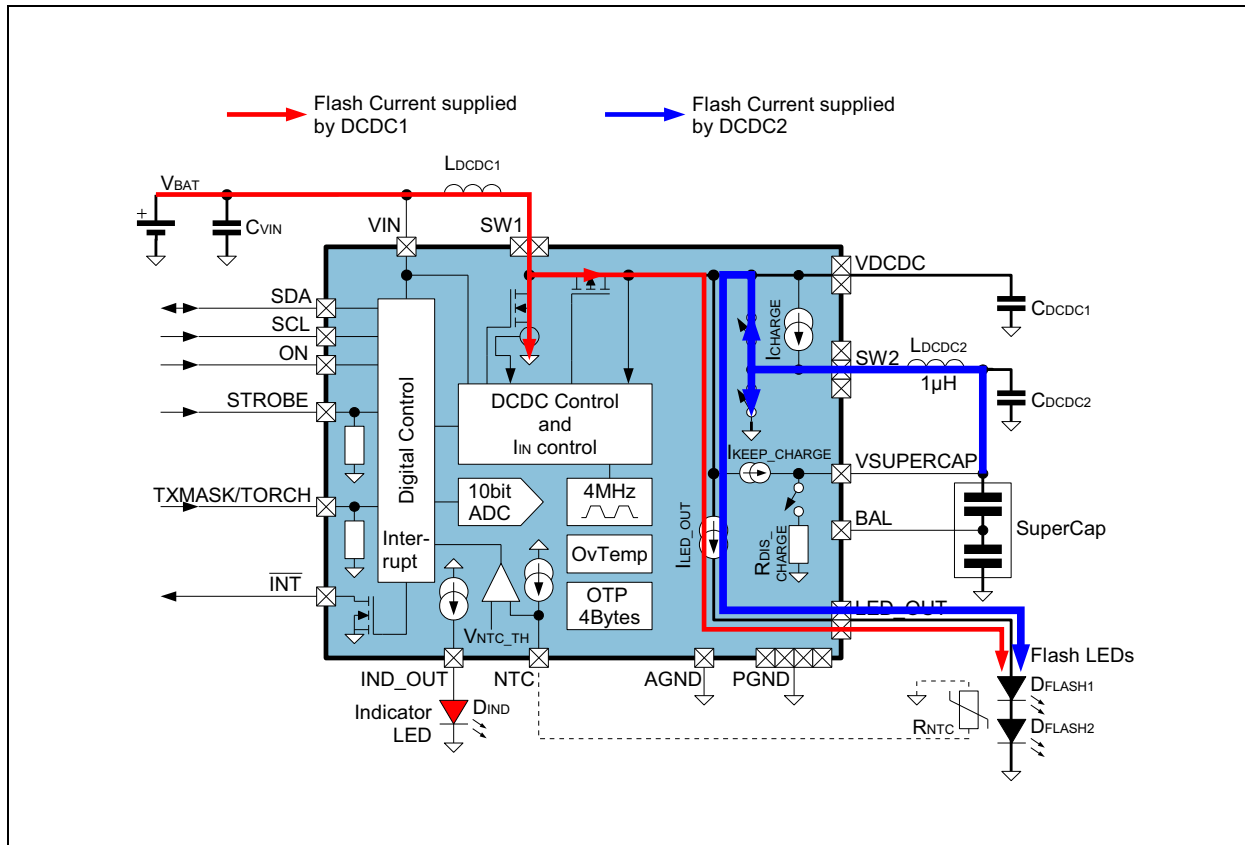 Flash Current supplied
by DCDC1
Flash Current supplied
by DCDC2
VBAT
LDCDC1
+
CVIN
VIN
SW1
VDCDC
SDA
SCL
ON
STROBE
TXMASK/TORCH
INT
Digital Control
Inter-
rupt
DCDC Control
and
IIN control
10bit
ADC
4MHz
OvTemp
OTP
4Bytes
VNTC_TH
ICHARGE
CDCDC1
SW2
LDCDC2
1µH
CDCDC2
IKEEP_CHARGE
VSUPERCAP
BAL
SuperCap
ILED_OUT
RDIS_
CHARGE
LED_OUT
Flash LEDs
IND_OUT
NTC
AGND
PGND
DFLASH1
DFLASH2
RNTC
Indicator
LED
DIND